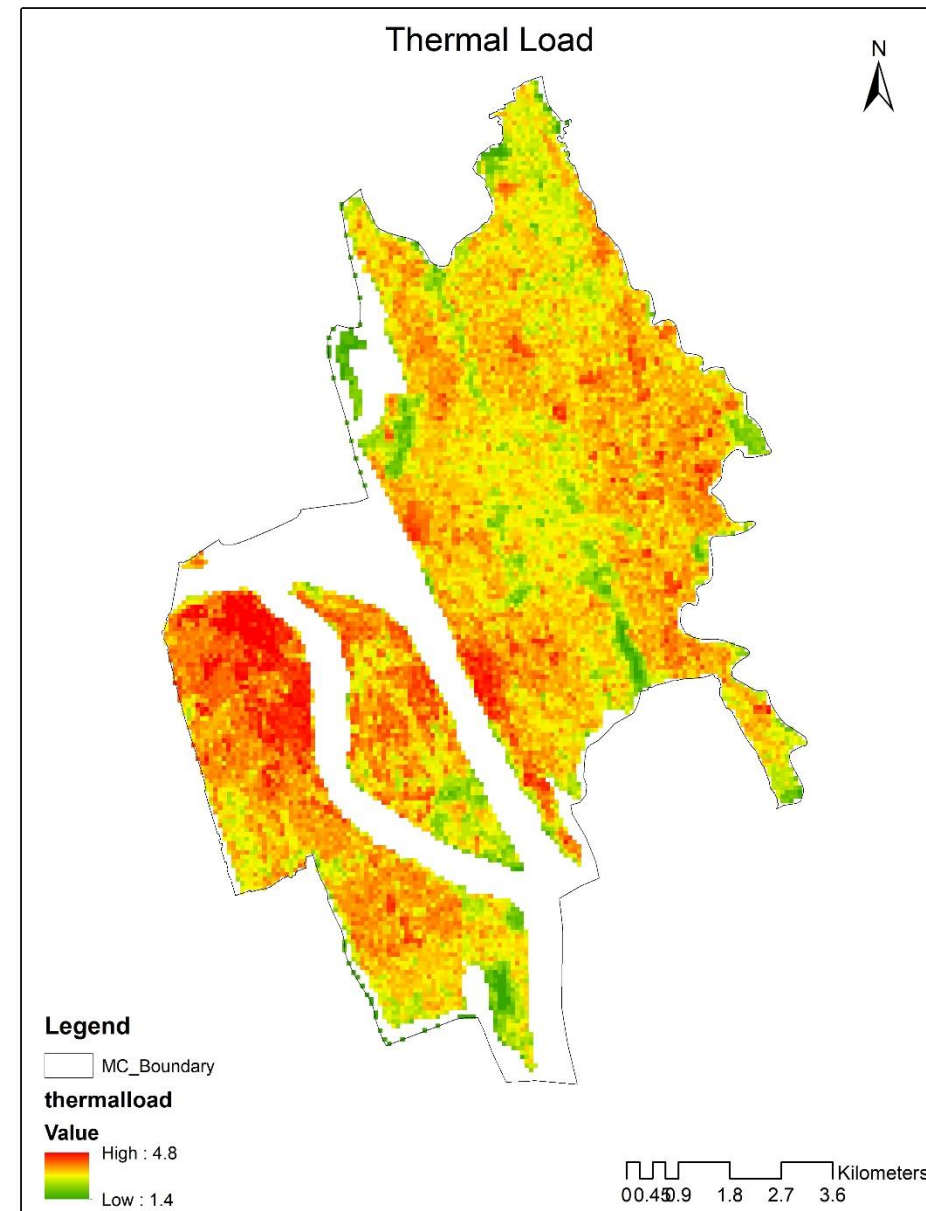 Thermal Load
N
Legend
MC_Boundary
thermalload
Value
High : 4.8
Low : 1.4
Kilometers
0 0.45 0.9 1.8 2.7 3.6